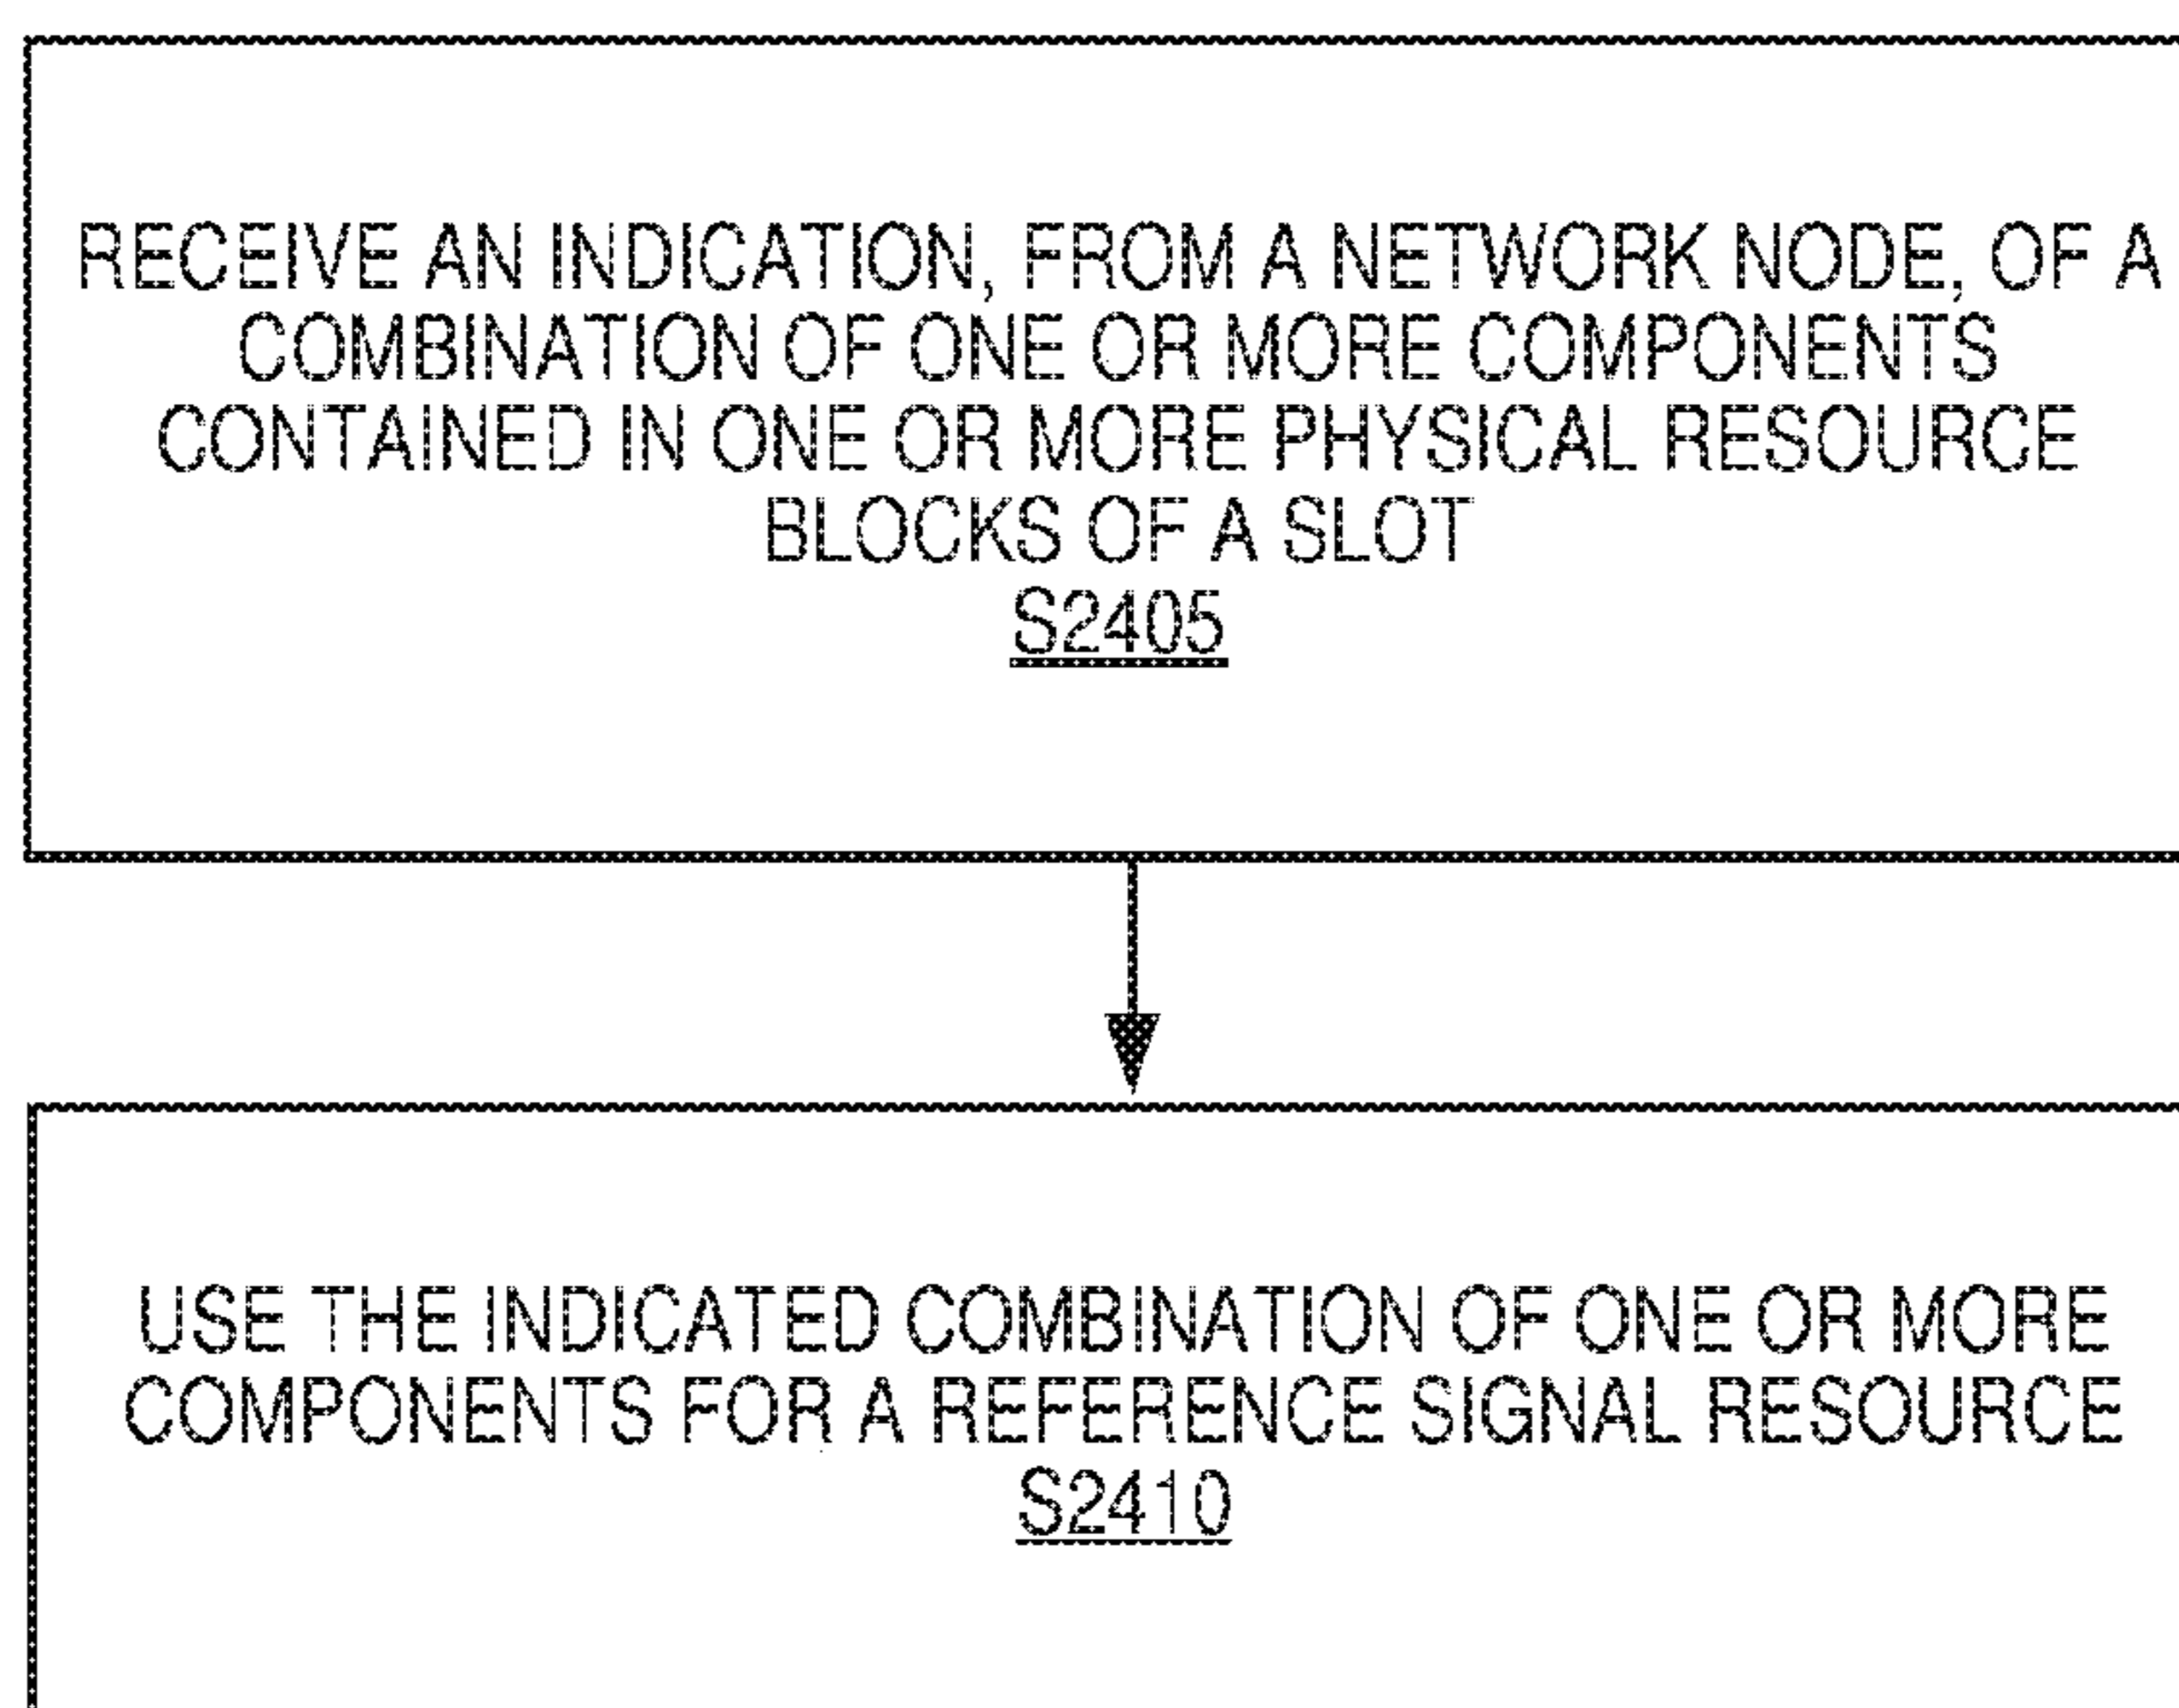 RECEIVE AN INDICATION, FROM A NETWORK NODE, OF A
COMBINATION OF ONE OR MORE COMPONENTS
CONTAINED IN ONE OR MORE PHYSICAL RESOURCE
BLOCKS OF A SLOT
S2405
USE THE INDICATED COMBINATION OF ONE OR MORE
COMPONENTS FOR A REFERENCE SIGNAL RESOURCE
S2410